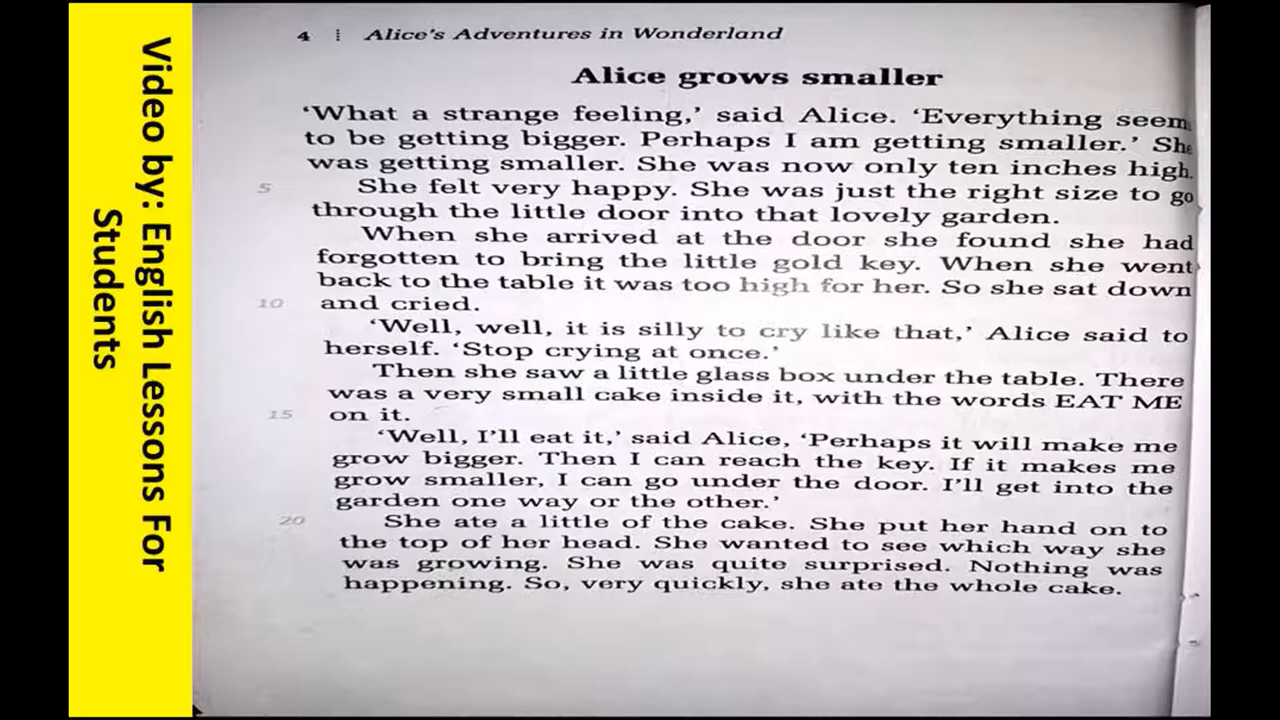 Video by: English Lessons For
Students
4 ⁞ Alice's Adventures in Wonderland
Alice grows smaller
'What a strange feeling,' said Alice. 'Everything seem
to be getting bigger. Perhaps I am getting smaller.' She
was getting smaller. She was now only ten inches high.
5 She felt very happy. She was just the right size to go
through the little door into that lovely garden.
When she arrived at the door she found she had
forgotten to bring the little gold key. When she went
back to the table it was too high for her. So she sat down
10 and cried.
'Well, well, it is silly to cry like that,' Alice said to
herself. 'Stop crying at once.'
Then she saw a little glass box under the table. There
was a very small cake inside it, with the words EAT ME
15 on it.
'Well, I'll eat it,' said Alice, 'Perhaps it will make me
grow bigger. Then I can reach the key. If it makes me
grow smaller, I can go under the door. I'll get into the
garden one way or the other.'
20 She ate a little of the cake. She put her hand on to
the top of her head. She wanted to see which way she
was growing. She was quite surprised. Nothing was
happening. So, very quickly, she ate the whole cake.